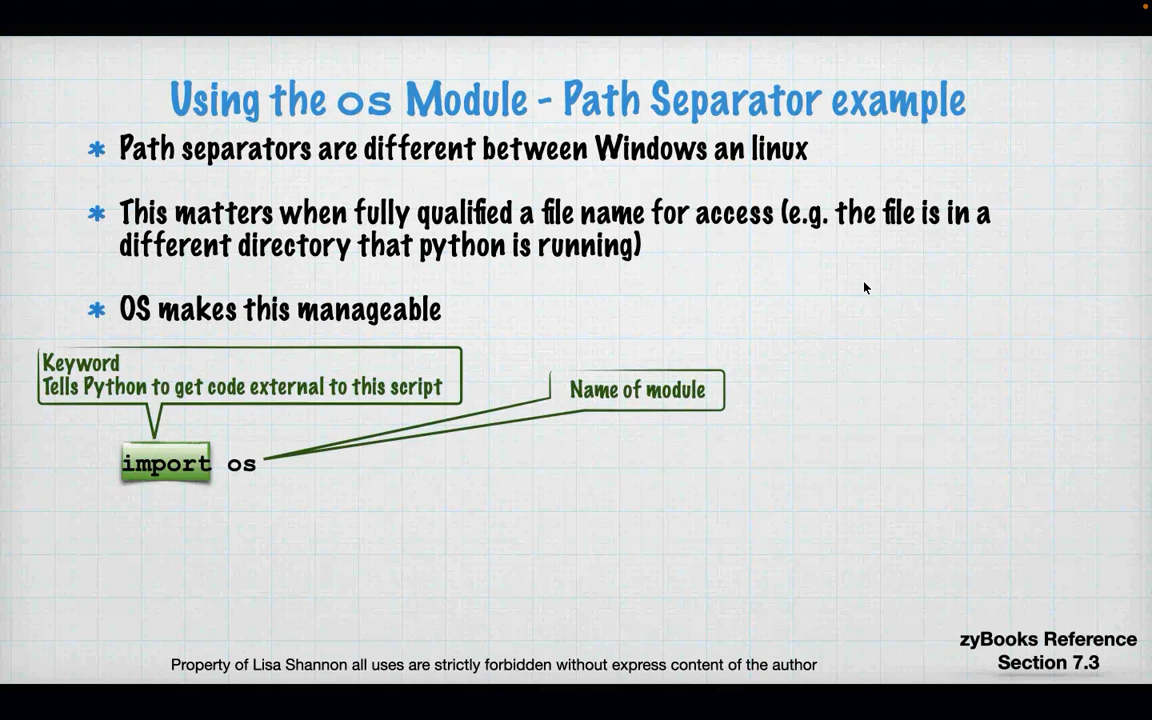 Using the os Module - Path Separator example
* Path separators are different between Windows an linux
* This matters when fully qualified a file name for access (e.g. the file is in a
different directory that python is running)
* OS makes this manageable
Keyword
Tells Python to get code external to this script
Name of module
import os
zyBooks Reference
Section 7.3
Property of Lisa Shannon all uses are strictly forbidden without express content of the author